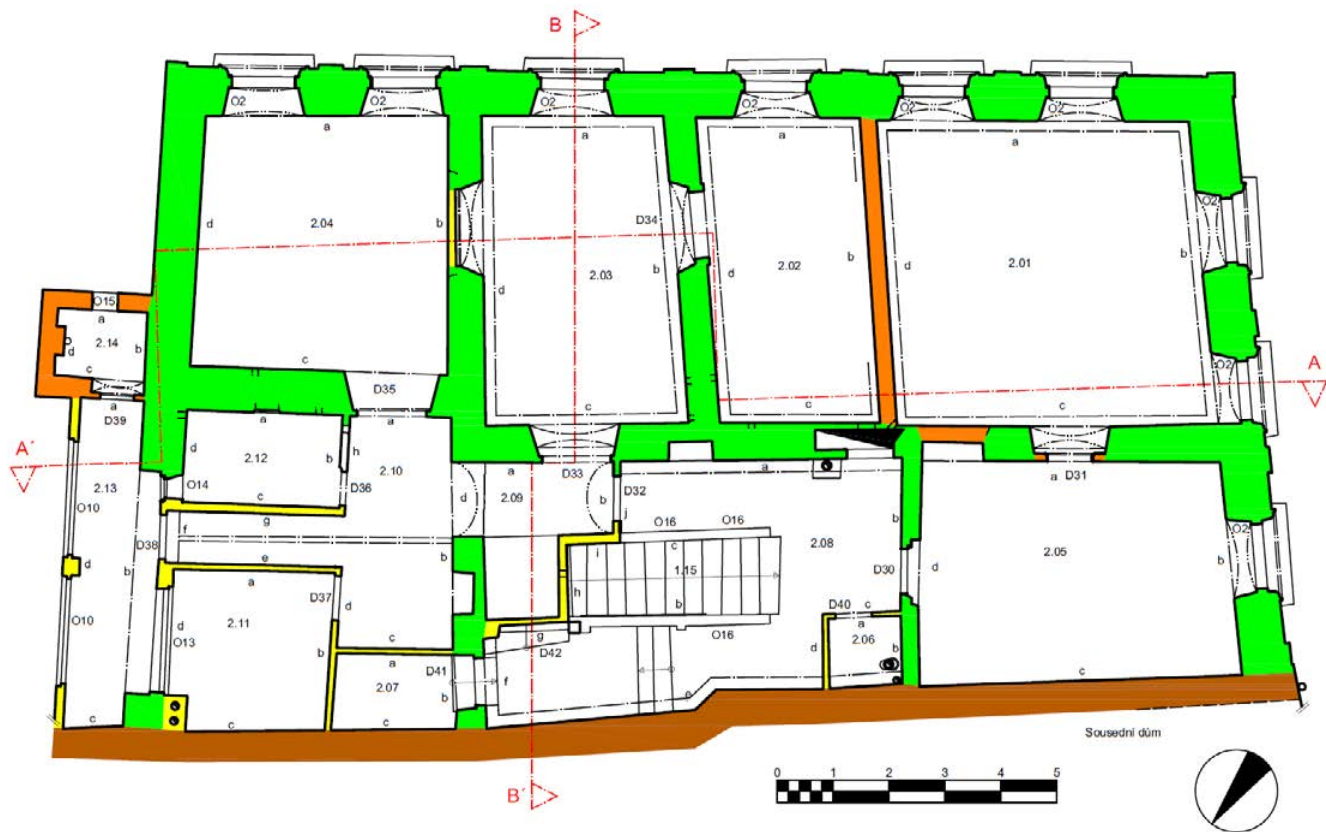 B
O2 O2 O2 O2 O2 O2
a a a a
d 2.04 b
D34
d 2.03 b
d 2.02 b
d 2.01 b
O2
O15
a
d 2.14 b
c
c c c c
D35
O2
A
a
D39
a
d 2.12 b
c
a
h
2.10
D36
A´
2.13
O10
O14
d a
2.09
b
D33
D32
j
a
a D31
g
f
D38
e
b
O16 O16
i c
1.15
h
b
2.08
b
D30
d 2.05 b
O2
d
b
O10
a
d 2.11 b
O13
D37
d
c
D40 c
a
d 2.06 b
O16
g
D42
a
2.07
D41
b
f
e
c
c c c
Sousední dům
B´
0 1 2 3 4 5